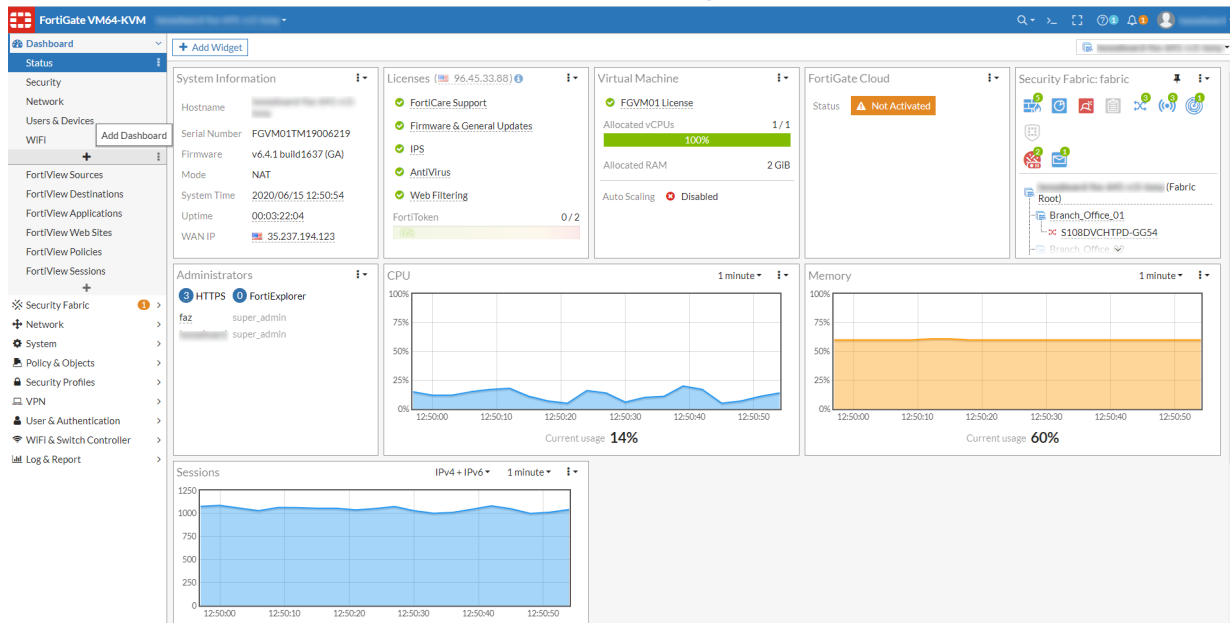 FortiGate VM64-KVM
1
1
Dashboard
Status
Security
Network
Users & Devices
WiFi
Add Dashboard
+
FortiView Sources
FortiView Destinations
FortiView Applications
FortiView Web Sites
FortiView Policies
FortiView Sessions
+
Security Fabric 1
Network
System
Policy & Objects
Security Profiles
VPN
User & Authentication
WiFi & Switch Controller
Log & Report
+ Add Widget
System Information
Hostname
Serial Number FGVM01TM19006219
Firmware v6.4.1 build1637 (GA)
Mode NAT
System Time 2020/06/15 12:50:54
Uptime 00:03:22:04
WAN IP 35.237.194.123
Licenses ( 96.45.33.88)
FortiCare Support
Firmware & General Updates
IPS
AntiVirus
Web Filtering
FortiToken 0 / 2
0%
Virtual Machine
FGVM01 License
Allocated vCPUs 1 / 1
100%
Allocated RAM 2 GiB
Auto Scaling Disabled
FortiGate Cloud
Status Not Activated
Security Fabric: fabric
5 3 3 1
2 1
(Fabric
Root)
Branch_Office_01
S108DVCHTPD-GG54
Branch_Office_02
Administrators
3 HTTPS 0 FortiExplorer
faz super_admin
super_admin
CPU 1 minute
100%
75%
50%
25%
0%
12:50:00 12:50:10 12:50:20 12:50:30 12:50:40 12:50:50
Current usage 14%
Memory 1 minute
100%
75%
50%
25%
0%
12:50:00 12:50:10 12:50:20 12:50:30 12:50:40 12:50:50
Current usage 60%
Sessions IPv4 + IPv6 1 minute
1250
1000
750
500
250
0
12:50:00 12:50:10 12:50:20 12:50:30 12:50:40 12:50:50